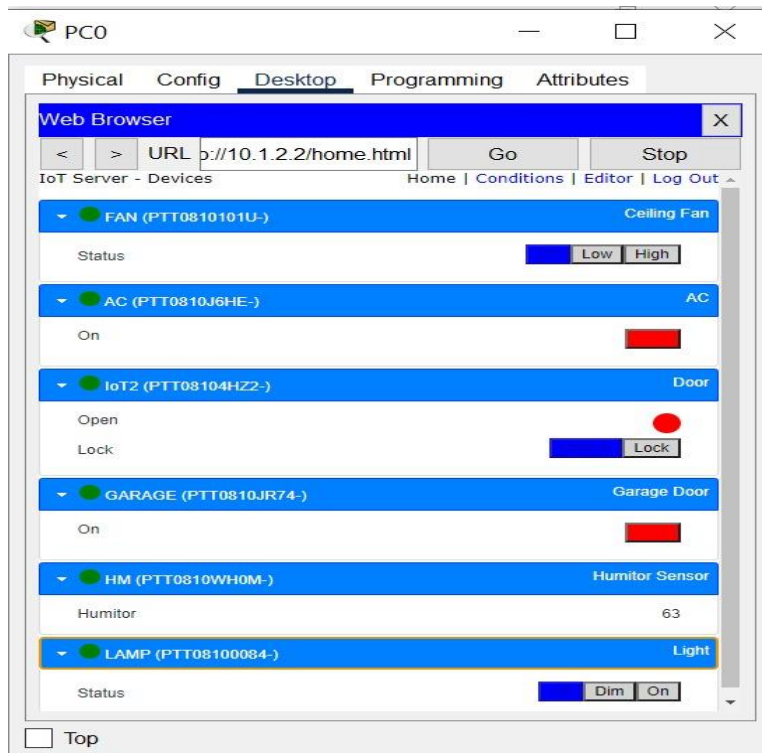 PC0
Physical Config Desktop Programming Attributes
Web Browser X
< > URL p://10.1.2.2/home.html Go Stop
IoT Server - Devices Home | Conditions | Editor | Log Out
FAN (PTT0810101U-) Ceiling Fan
Status Low High
AC (PTT0810J6HE-) AC
On
IoT2 (PTT08104HZ2-) Door
Open
Lock Lock
GARAGE (PTT0810JR74-) Garage Door
On
HM (PTT0810WH0M-) Humitor Sensor
Humitor 63
LAMP (PTT08100084-) Light
Status Dim On
Top